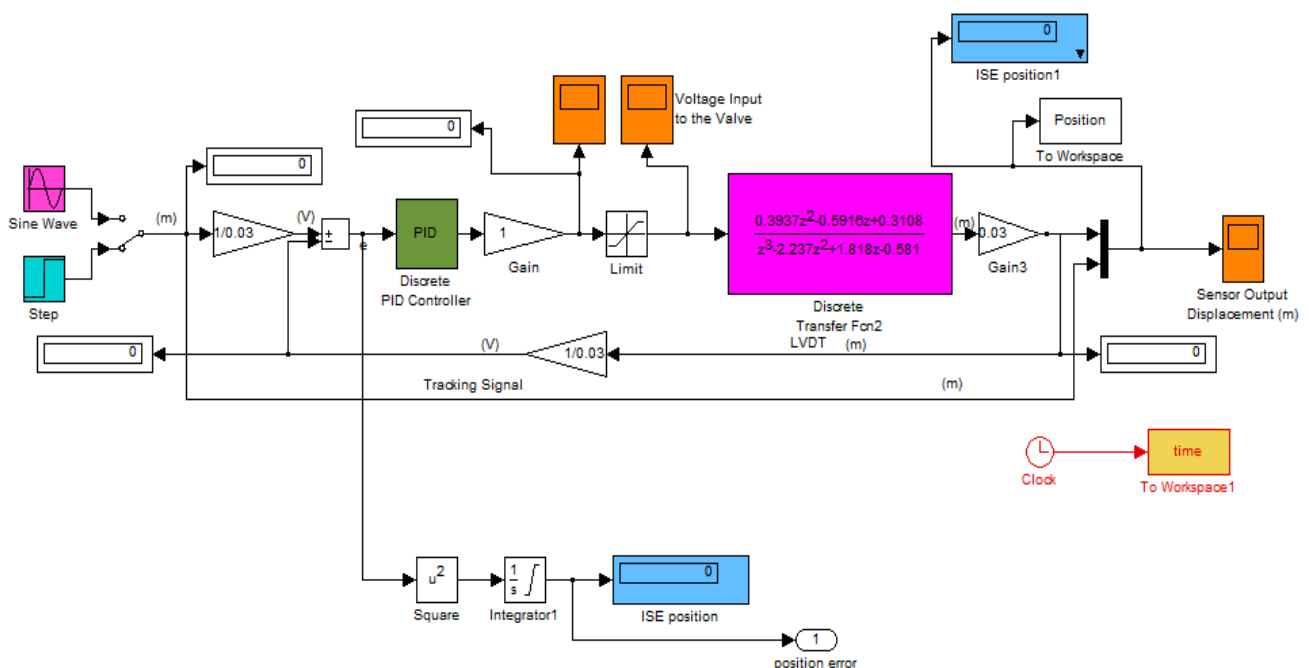 0
ISE position1
Voltage Input
to the Valve
0
Position
To Workspace
0
Sine Wave
(m)
1/0.03
(V)
±
e
PID
Discrete
PID Controller
1
Gain
Limit
0.3937z2-0.5916z+0.3108
z3-2.237z2+1.818z-0.581
Discrete
Transfer Fcn2
LVDT
(m)
0.03
Gain3
Sensor Output
Displacement (m)
Step
0
(V)
1/0.03
(m)
0
Tracking Signal
(m)
Clock
time
To Workspace1
u2
Square
1
s
Integrator1
0
ISE position
1
position error